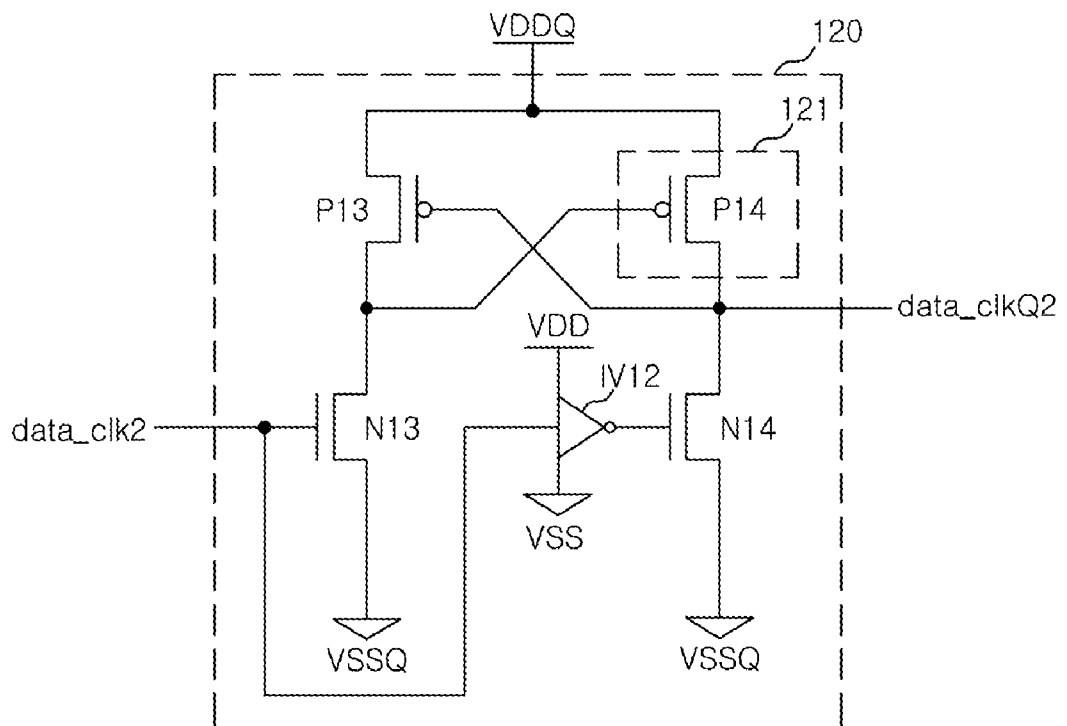 VDDQ
120
121
P13
P14
data_clkQ2
VDD
IV12
data_clk2
N13
N14
VSS
VSSQ
VSSQ